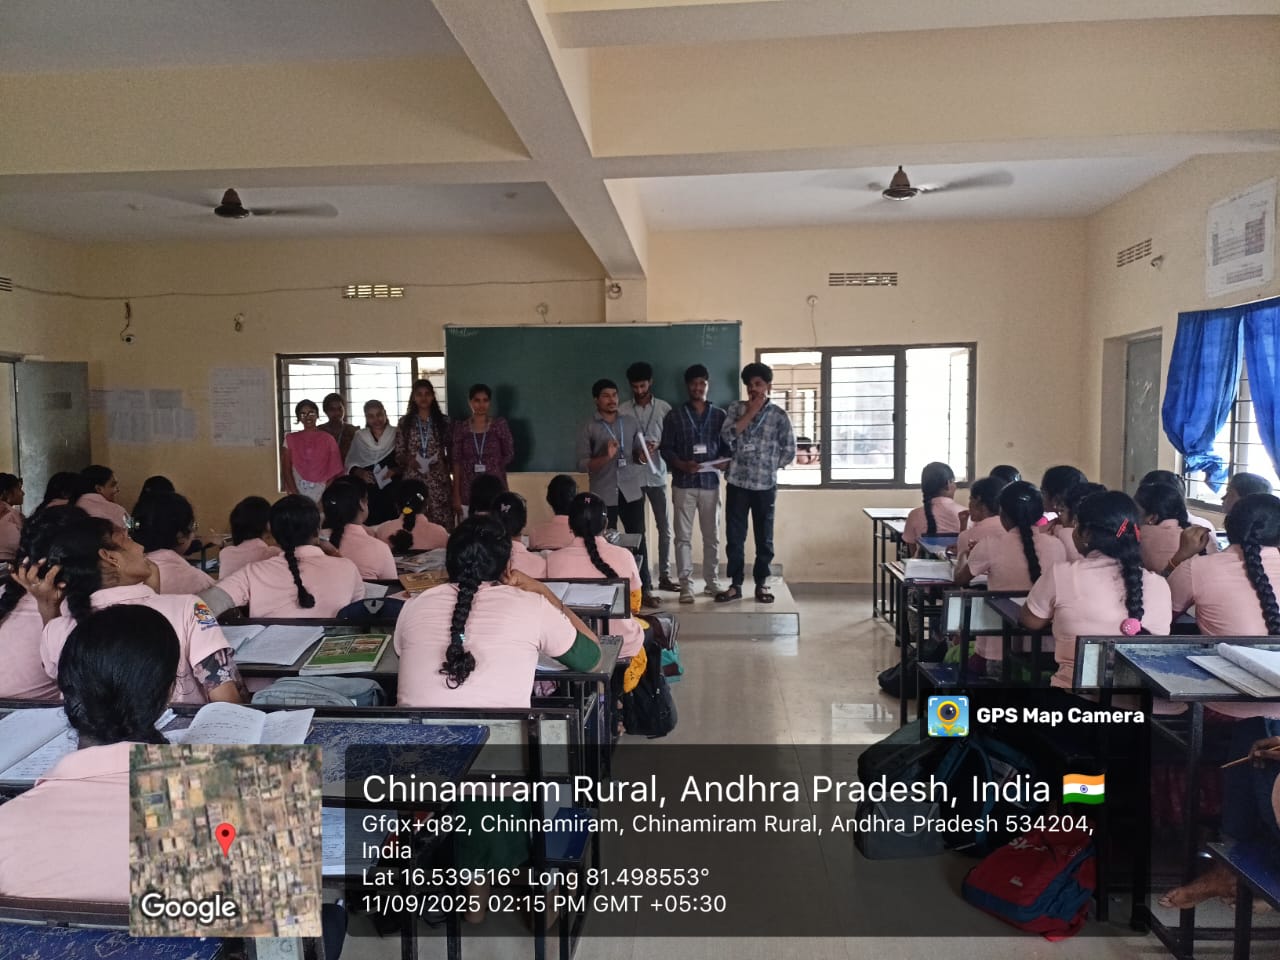 GPS Map Camera
Chinamiram Rural, Andhra Pradesh, India
Gfqx+q82, Chinnamiram, Chinamiram Rural, Andhra Pradesh 534204,
India
Lat 16.539516° Long 81.498553°
11/09/2025 02:15 PM GMT +05:30
Google